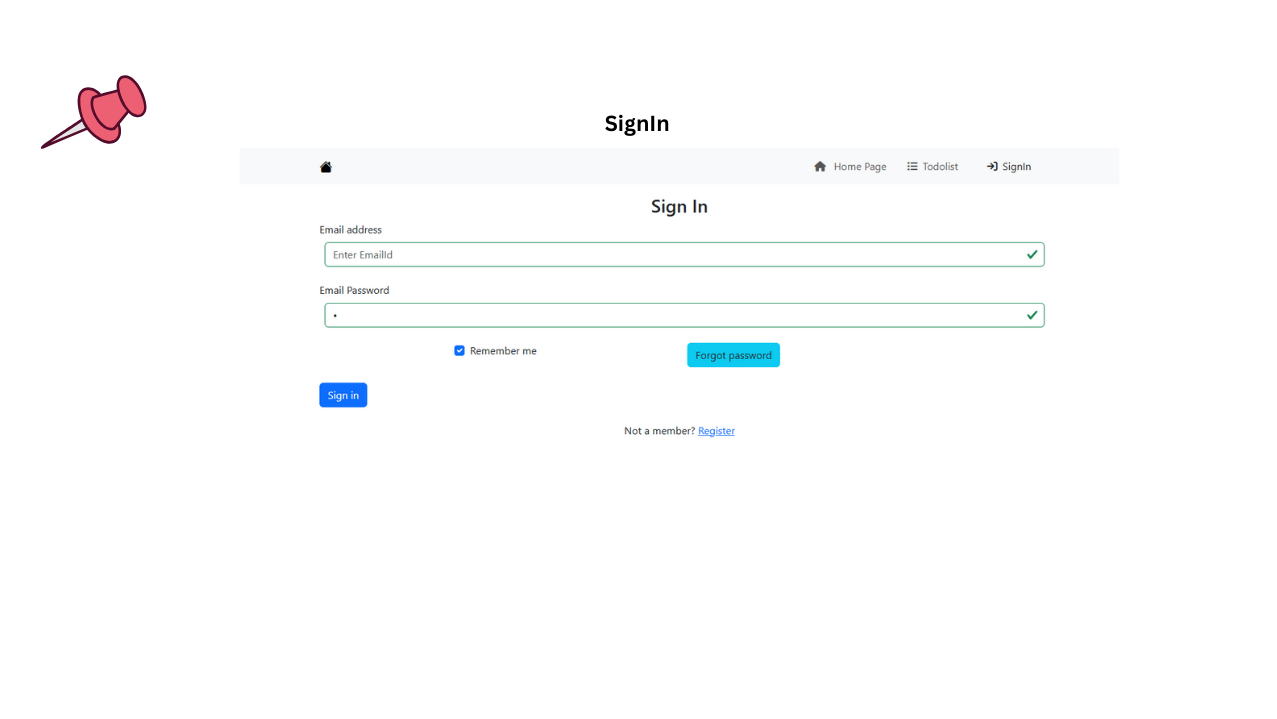 SignIn
Home Page Todolist SignIn
Sign In
Email address
Enter EmailId
Email Password
Remember me Forgot password
Sign in
Not a member? Register